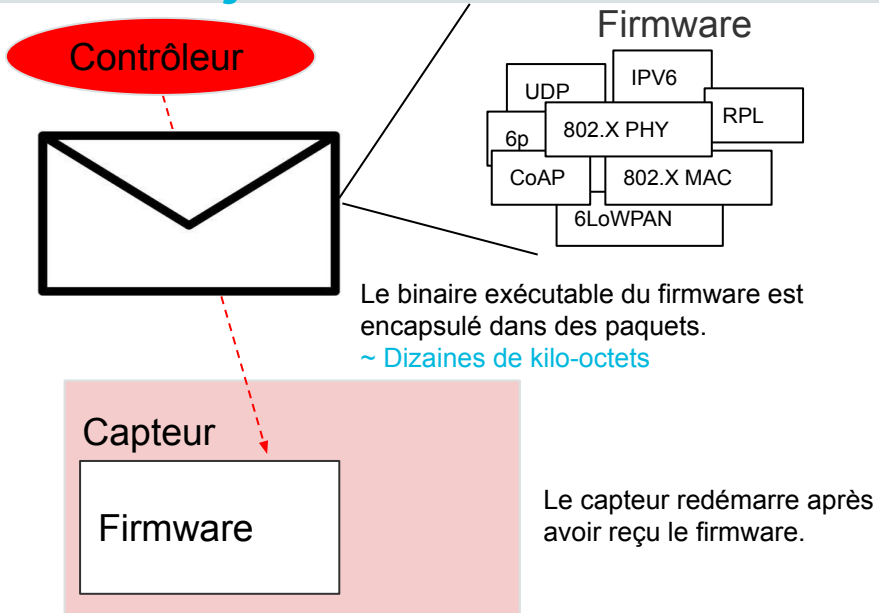 Contrôleur
Firmware
UDP
IPV6
RPL
6p
802.X PHY
CoAP
802.X MAC
6LoWPAN
Le binaire exécutable du firmware est
encapsulé dans des paquets.
~ Dizaines de kilo-octets
Capteur
Firmware
Le capteur redémarre après
avoir reçu le firmware.